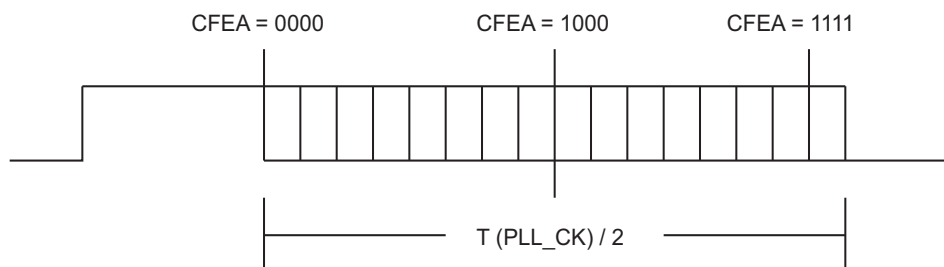 CFEA = 0000 CFEA = 1000 CFEA = 1111
T (PLL_CK) / 2